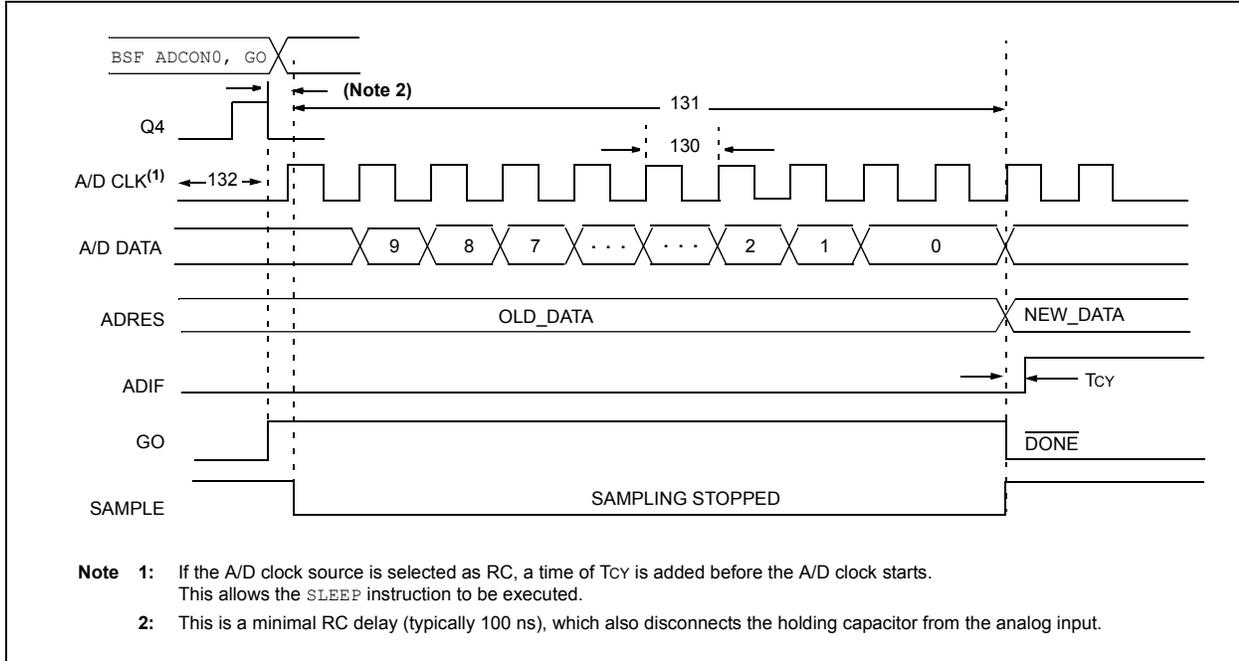 BSF ADCON0, GO
(Note 2)
131
Q4
130
A/D CLK(1)
132
A/D DATA
9 8 7 . . . . . . 2 1 0
ADRES
OLD_DATA
NEW_DATA
ADIF
TCY
GO
DONE
SAMPLE
SAMPLING STOPPED
Note 1: If the A/D clock source is selected as RC, a time of TCY is added before the A/D clock starts.
This allows the SLEEP instruction to be executed.
2: This is a minimal RC delay (typically 100 ns), which also disconnects the holding capacitor from the analog input.